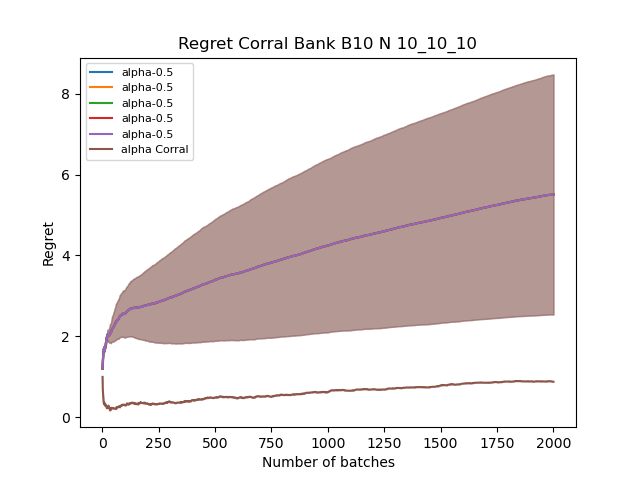 Regret Corral Bank B10 N 10_10_10
alpha-0.5
alpha-0.5
alpha-0.5
alpha-0.5
alpha-0.5
alpha Corral
Regret
8
6
4
2
0
0 250 500 750 1000 1250 1500 1750 2000
Number of batches